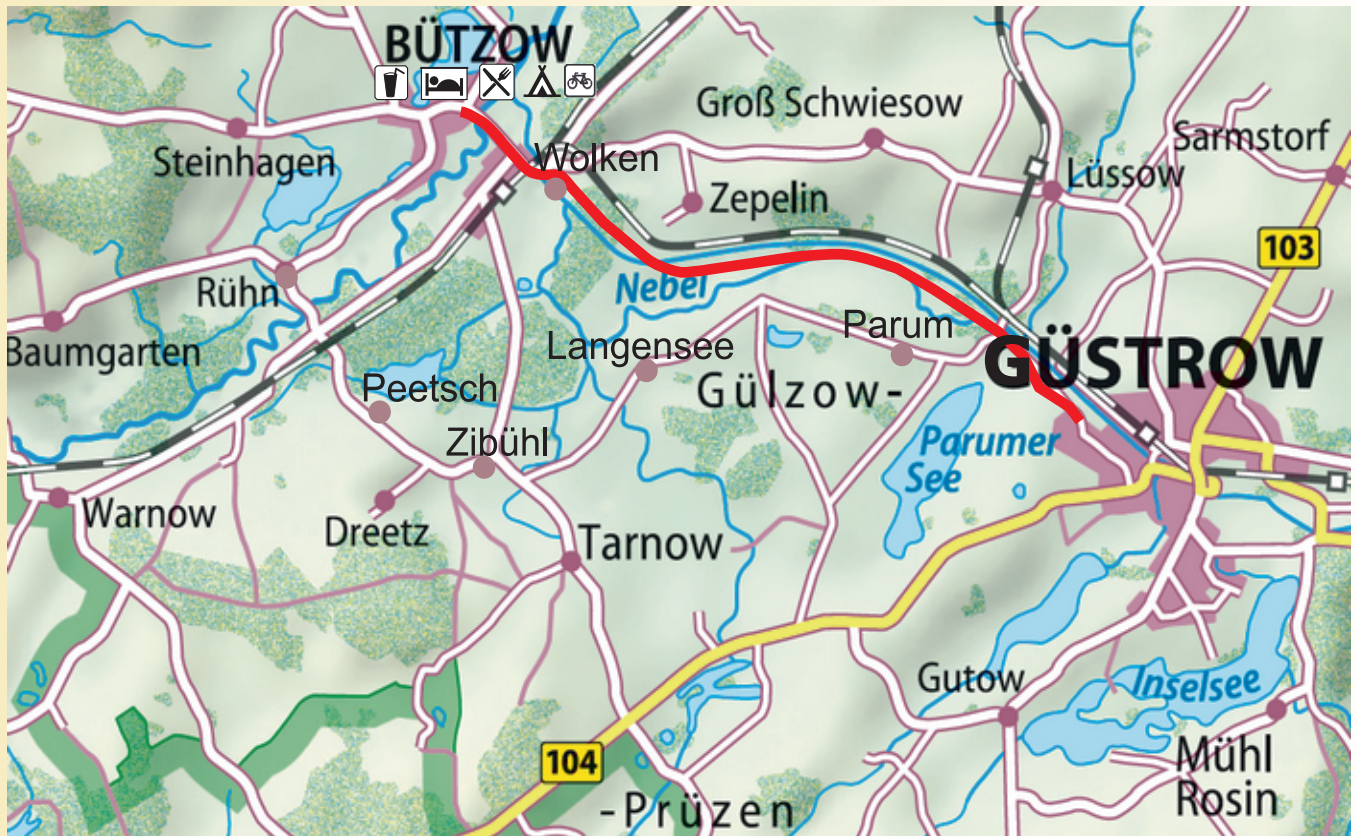 BÜTZOW
Groß Schwiesow
Sarmstorf
Steinhagen
Wolken
Lüssow
Zepelin
103
Rühn
Nebel
Parum
GÜSTROW
Baumgarten
Langensee
Gülzow-
Peetsch
Parumer
See
Zibühl
Warnow
Dreetz
Tarnow
Gutow
Inselsee
104
Mühl
Rosin
-Prüzen